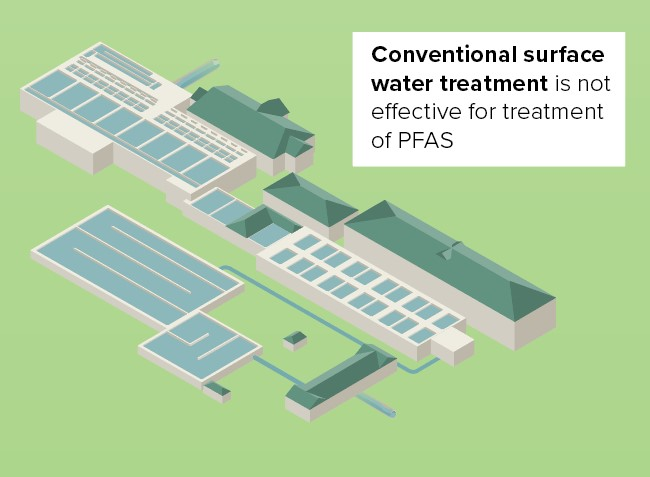 Conventional surface
water treatment is not
effective for treatment
of PFAS